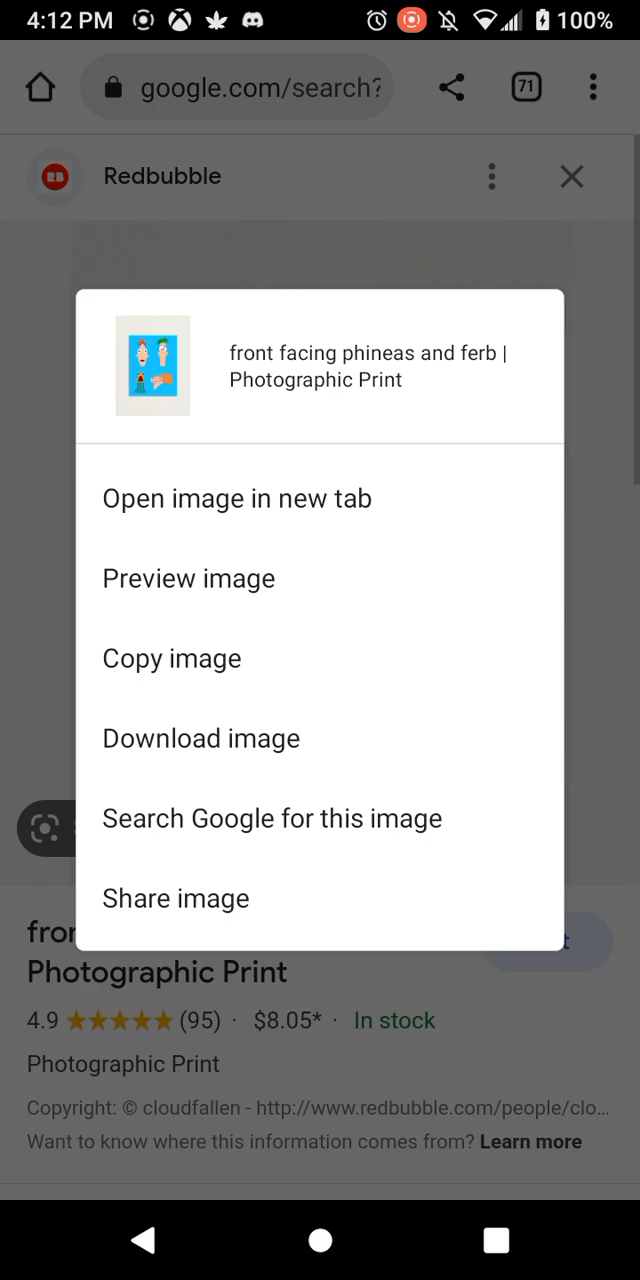 4:12 PM
100%
google.com/search?
71
RB
Redbubble
front facing phineas and ferb |
Photographic Print
Open image in new tab
Preview image
Copy image
Download image
Search Google for this image
Share image
Photographic Print
4.9 ★★★★★ (95) · $8.05* · In stock
Photographic Print
Copyright: © cloudfallen - http://www.redbubble.com/people/clo...
Want to know where this information comes from? Learn more